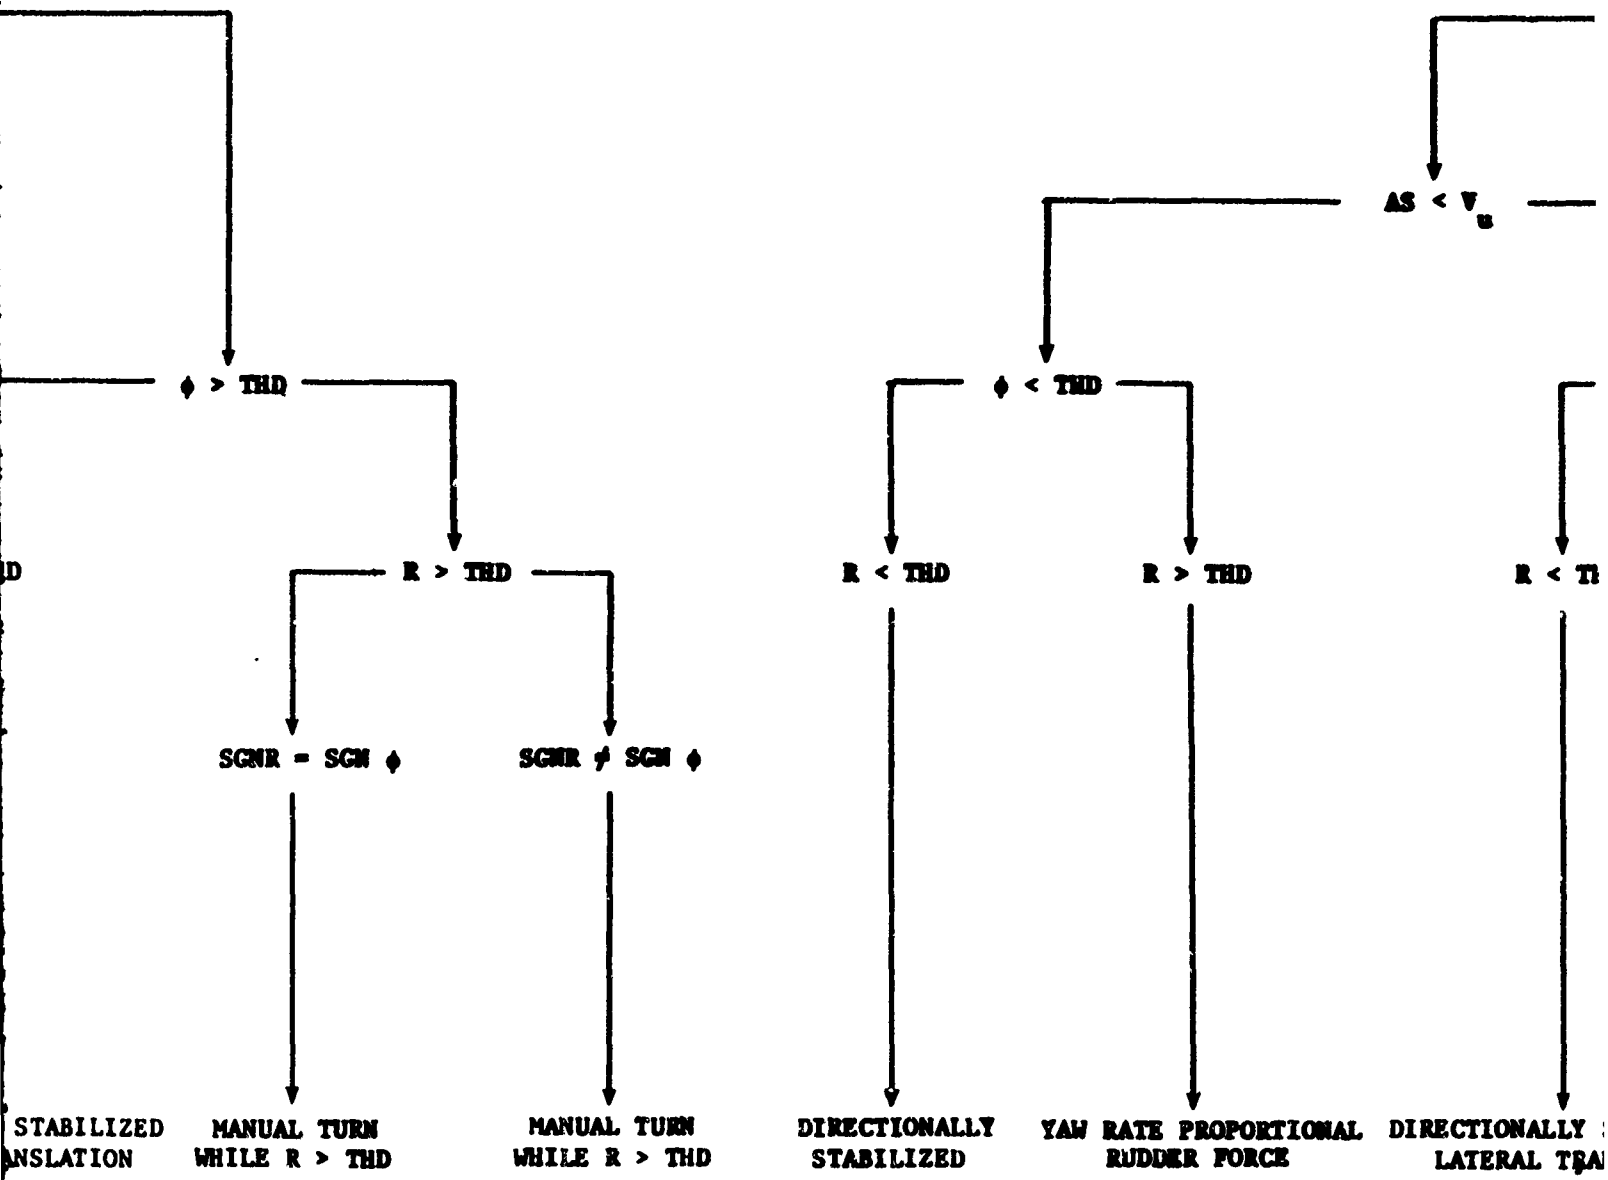 AS < Vu
ϕ > THD
ϕ < THD
R > THD
R < THD
R > THD
R <
SGNR = SGN ϕ
SGNR ≠ SGN ϕ
STABILIZED
MANUAL TURN
WHILE R > THD
MANUAL TURN
WHILE R > THD
DIRECTIONALLY
STABILIZED
YAW RATE PROPORTIONAL
RUDDER FORCE
DIRECTIONALLY
LATERAL